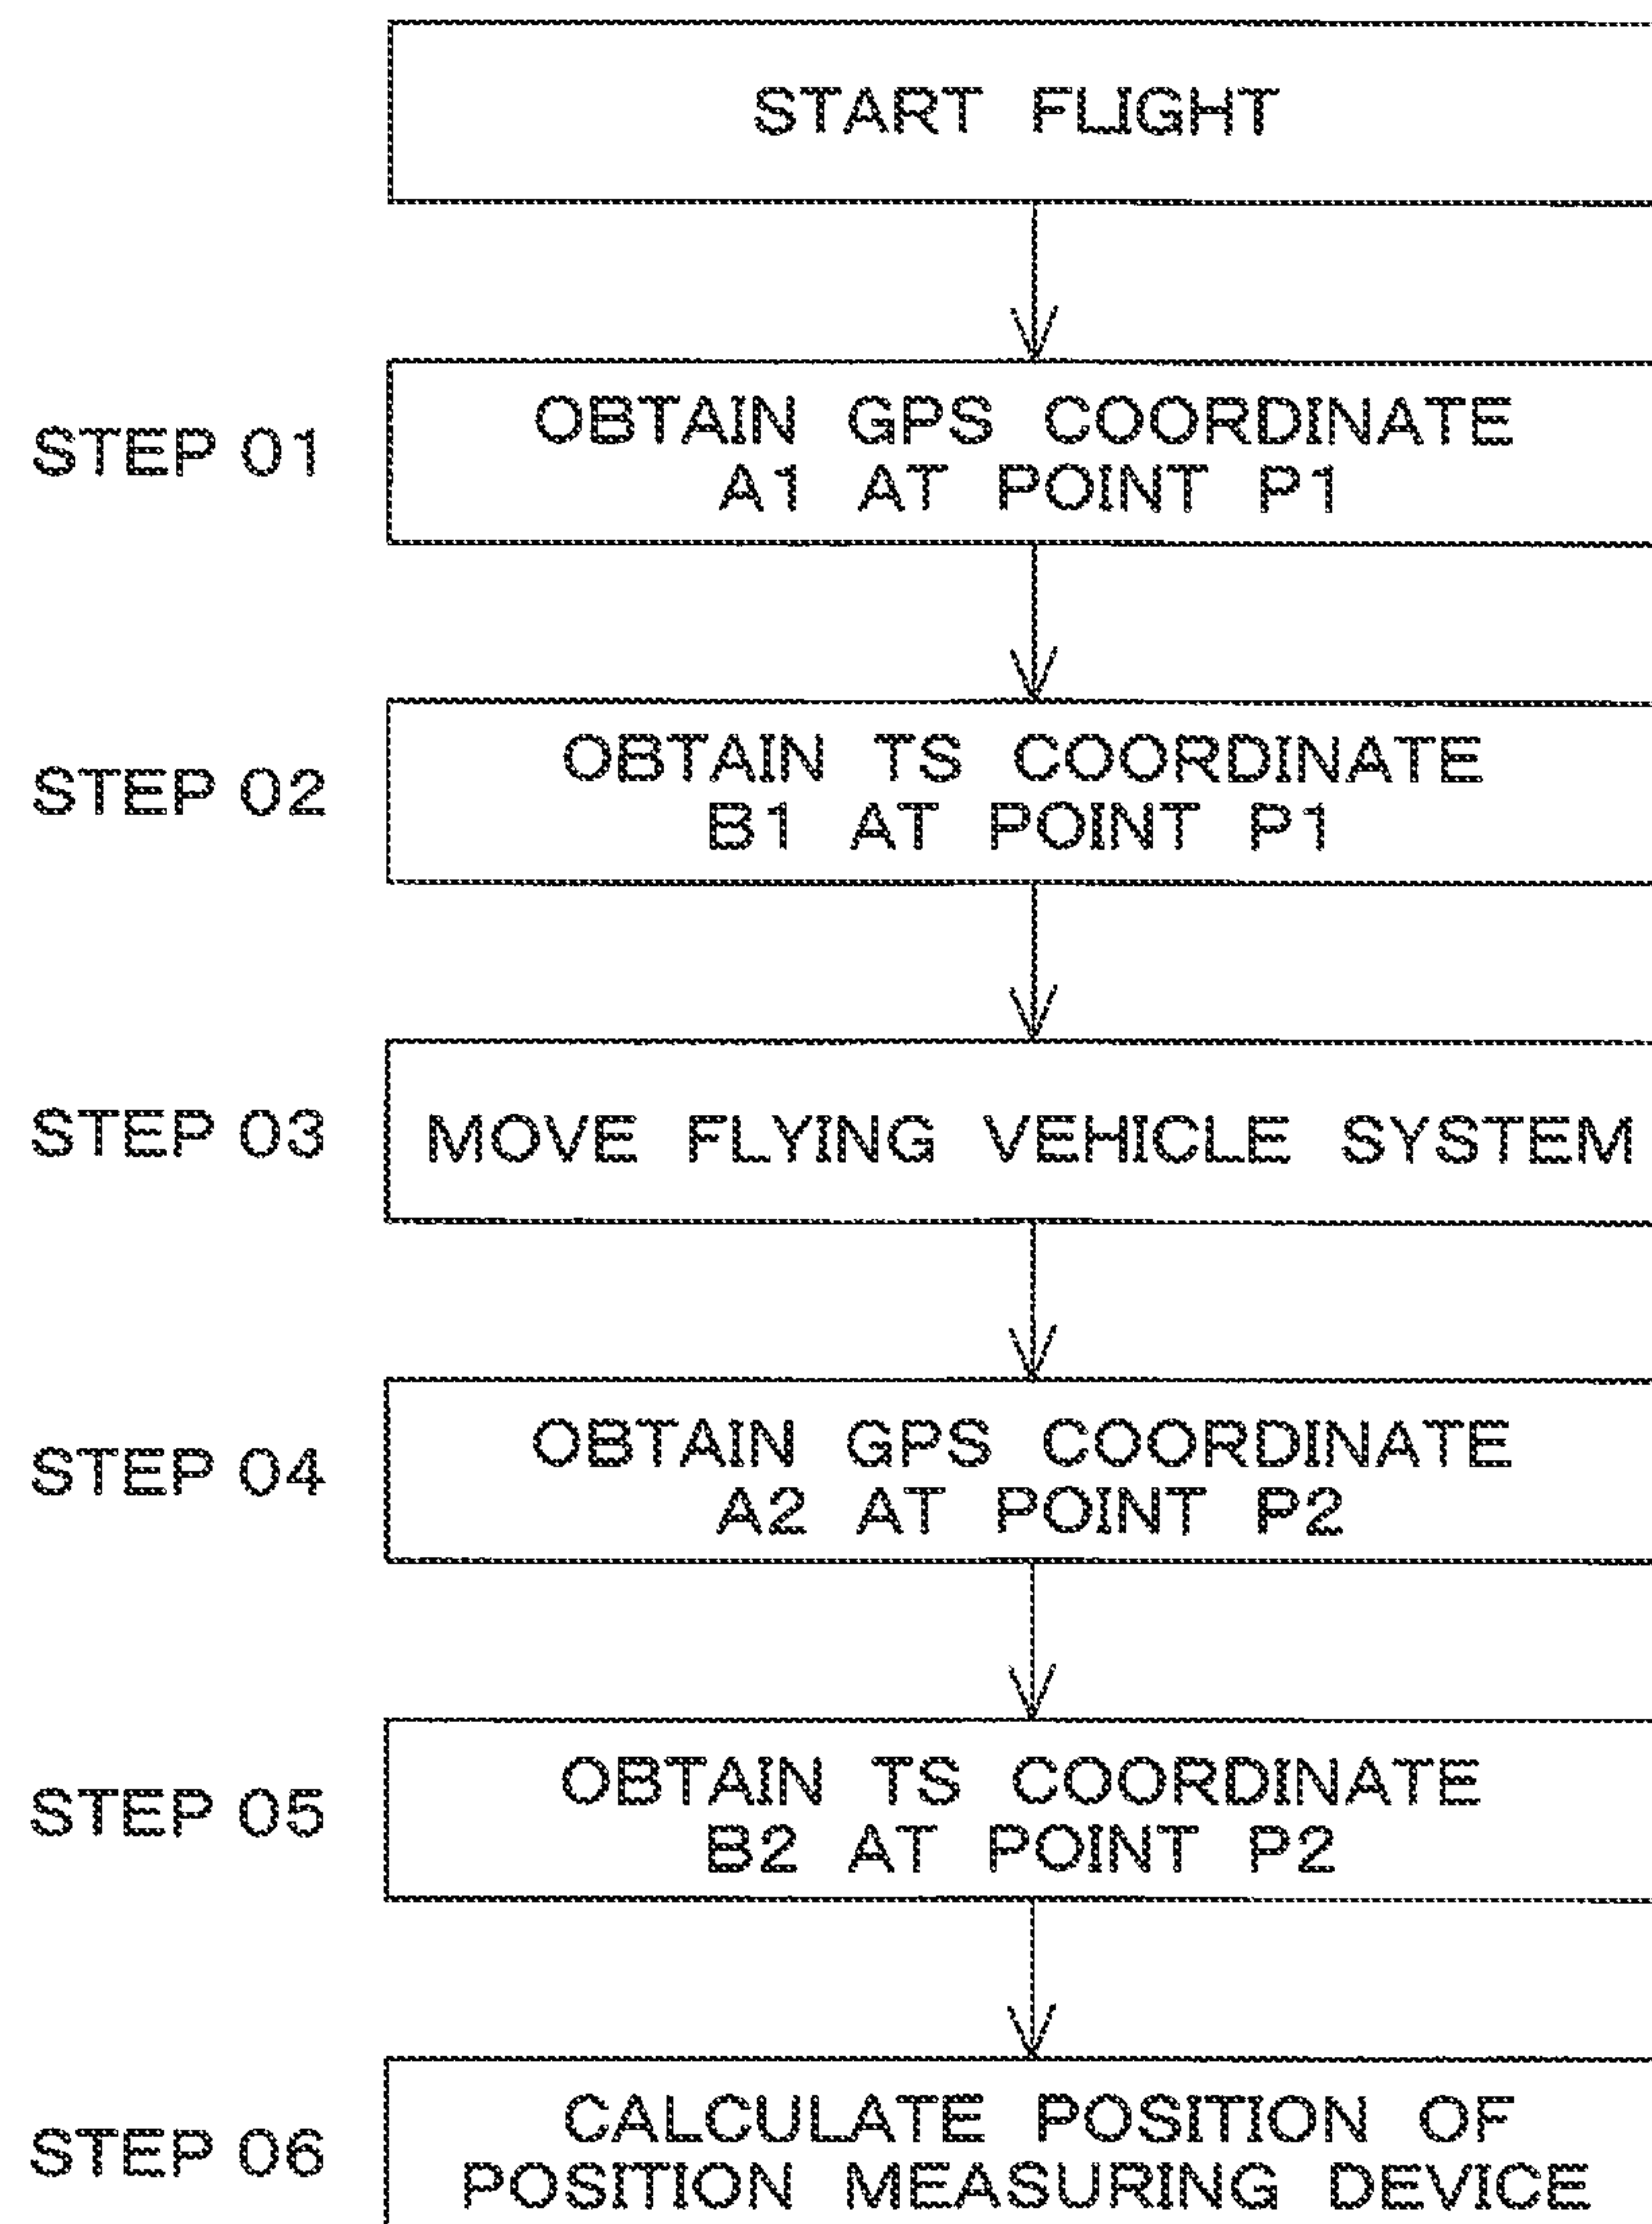 START FLIGHT
STEP 01
OBTAIN GPS COORDINATE
A1 AT POINT P1
STEP 02
OBTAIN TS COORDINATE
B1 AT POINT P1
STEP 03
MOVE FLYING VEHICLE SYSTEM
STEP 04
OBTAIN GPS COORDINATE
A2 AT POINT P2
STEP 05
OBTAIN TS COORDINATE
B2 AT POINT P2
STEP 06
CALCULATE POSITION OF
POSITION MEASURING DEVICE